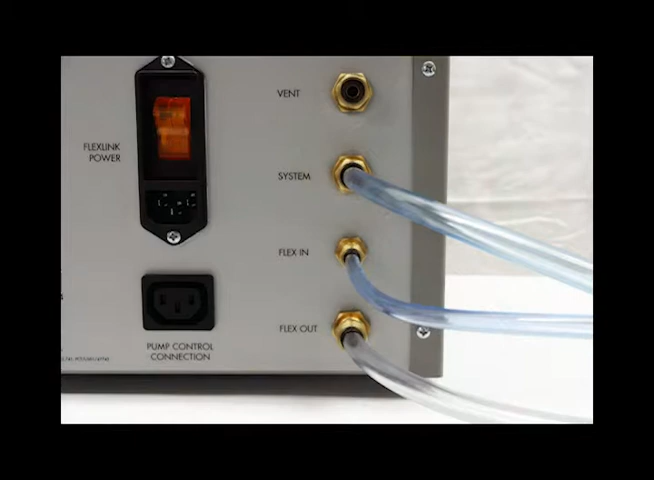 VENT
FLEXLINK
POWER
SYSTEM
FLEX IN
FLEX OUT
PUMP CONTROL
CONNECTION